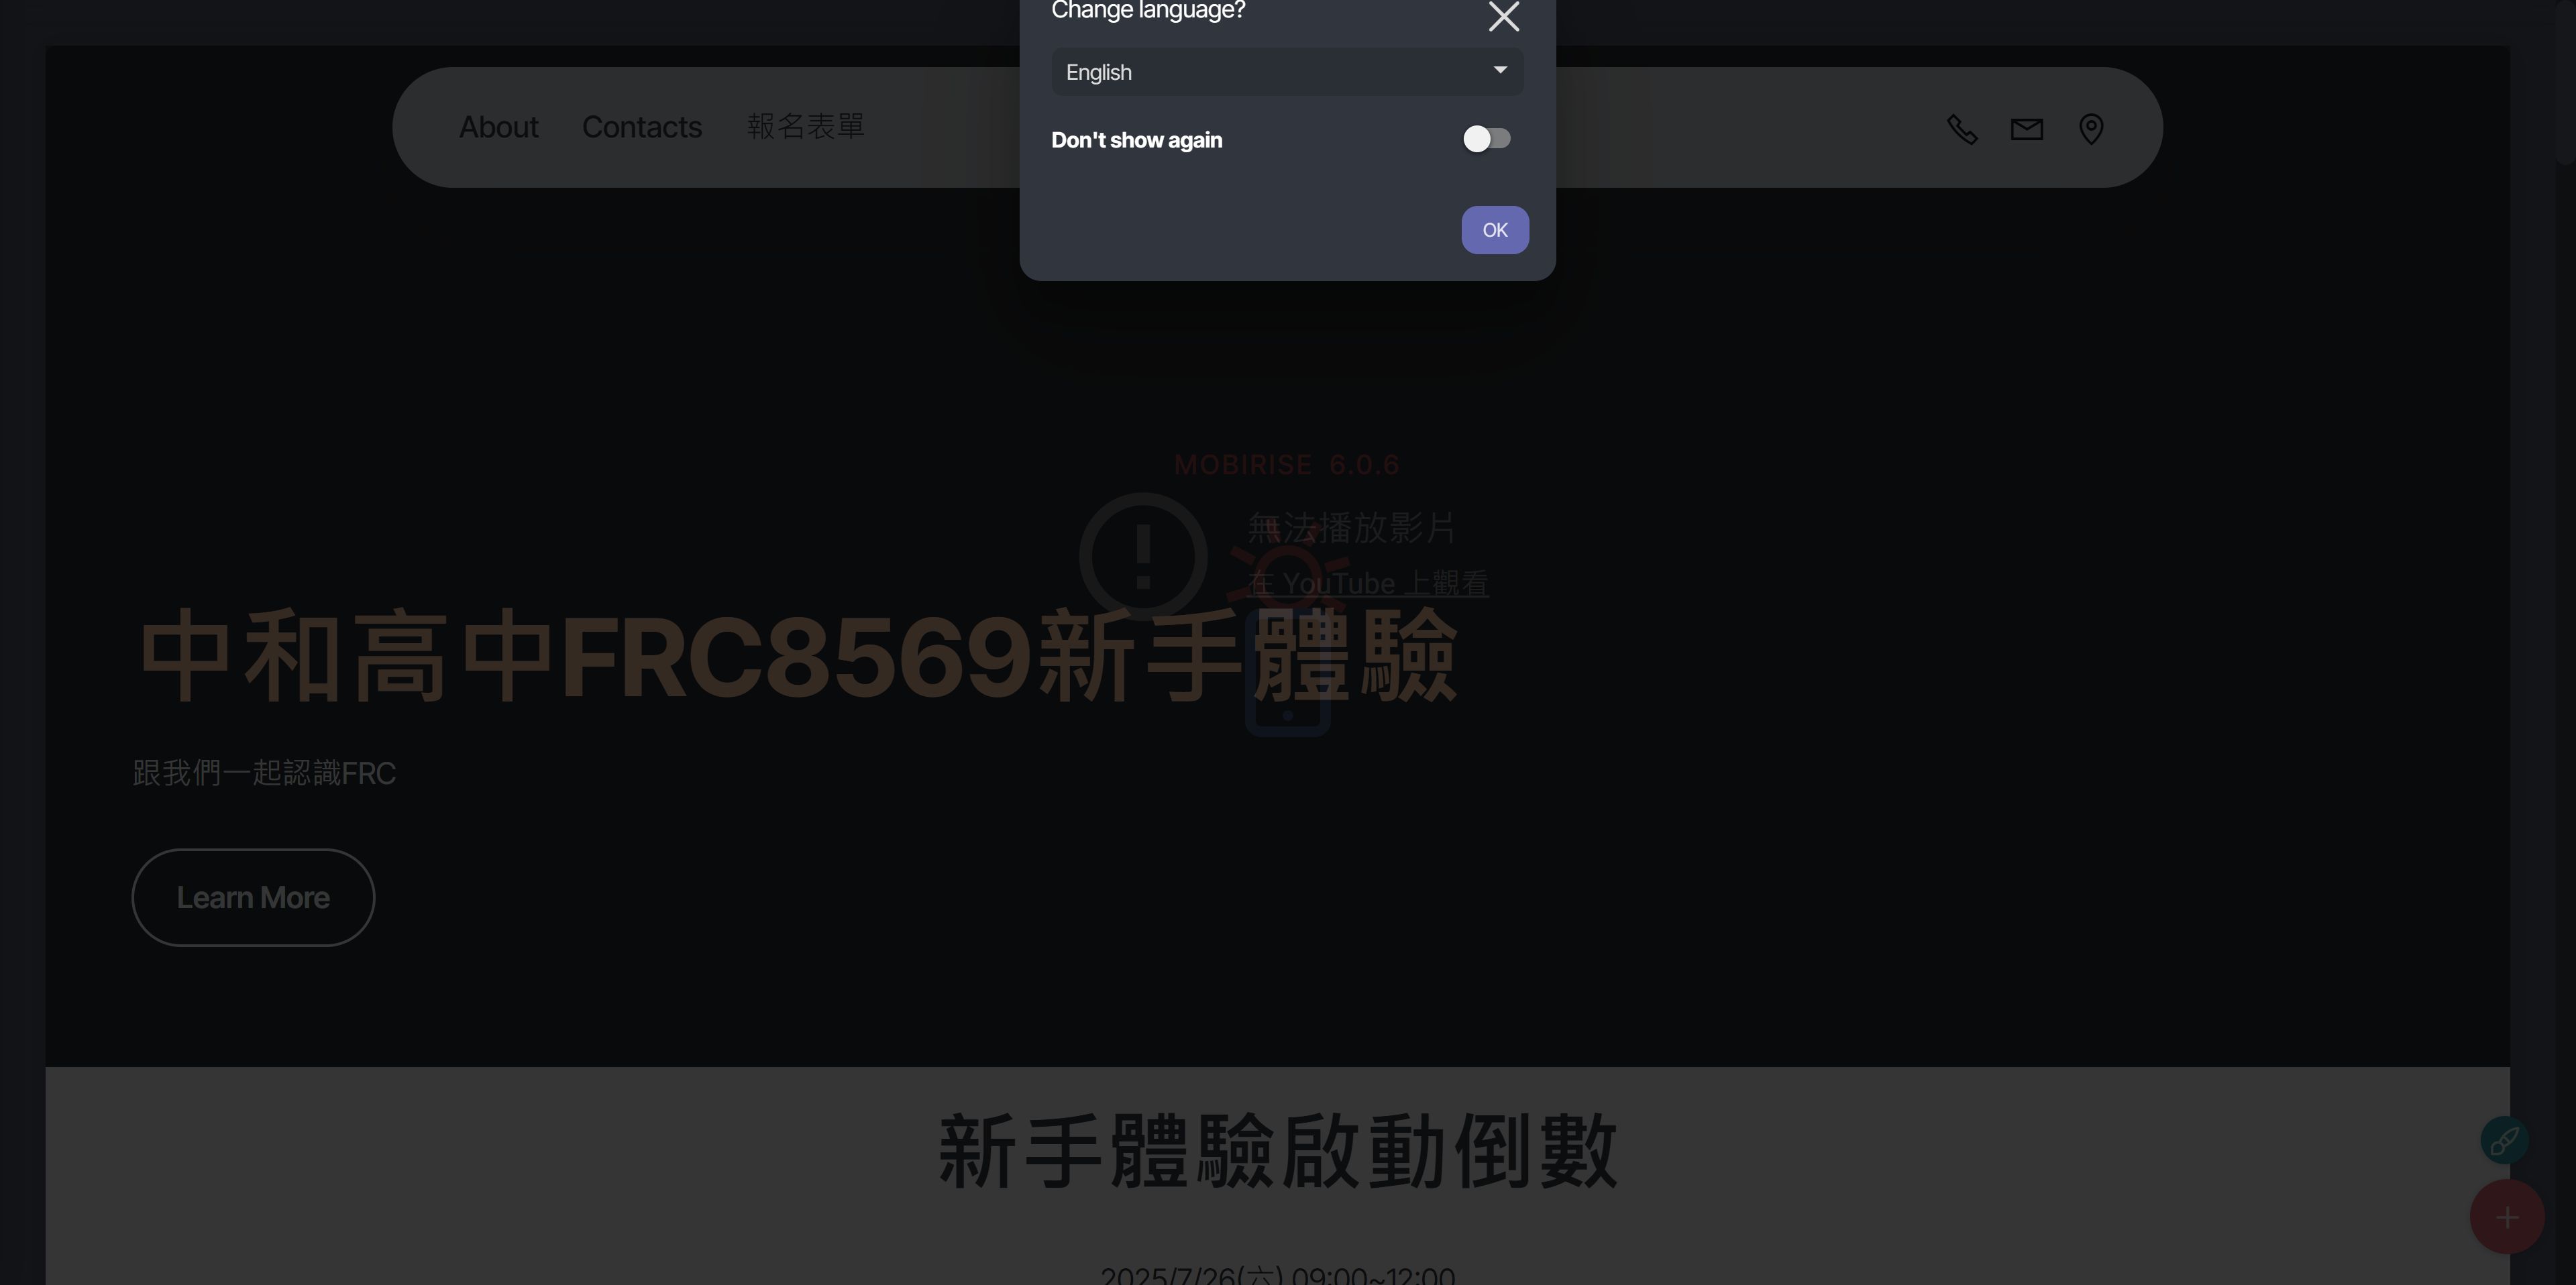 Change language?
English
Don't show again
OK
About
Contacts
報名表單
MOBIRISE 6.0.6
無法播放影片
在 YouTube 上觀看
中和高中FRC8569新手體驗
跟我們一起認識FRC
Learn More
新手體驗啟動倒數
2025/7/26(六) 09:00~12:00